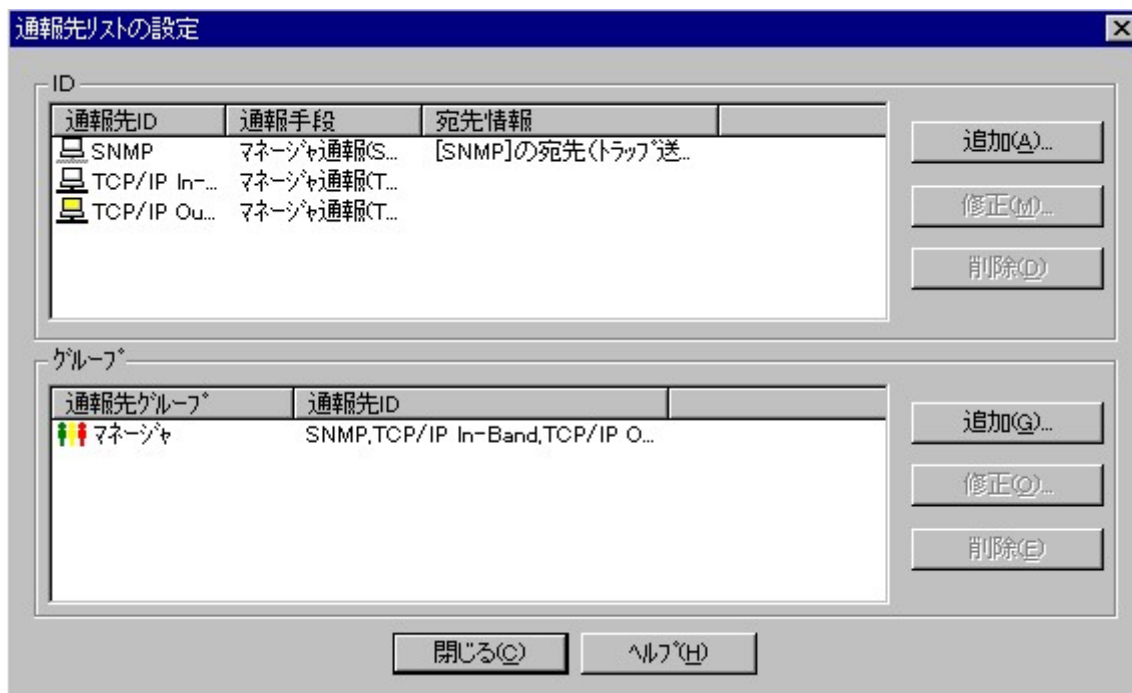 通報先リストの設定
ID
通報先ID 通報手段 宛先情報
SNMP ﾏﾈｰｼﾞｬ通報(S... [SNMP]の宛先(ﾄﾗｯﾌﾟ送...
TCP/IP In-... ﾏﾈｰｼﾞｬ通報(T...
TCP/IP Ou... ﾏﾈｰｼﾞｬ通報(T...
追加(A)...
修正(M)...
削除(D)
ｸﾞﾙｰﾌﾟ
通報先ｸﾞﾙｰﾌﾟ 通報先ID
ﾏﾈｰｼﾞｬ SNMP,TCP/IP In-Band,TCP/IP O...
追加(G)...
修正(O)...
削除(E)
閉じる(C) ﾍﾙﾌﾟ(H)